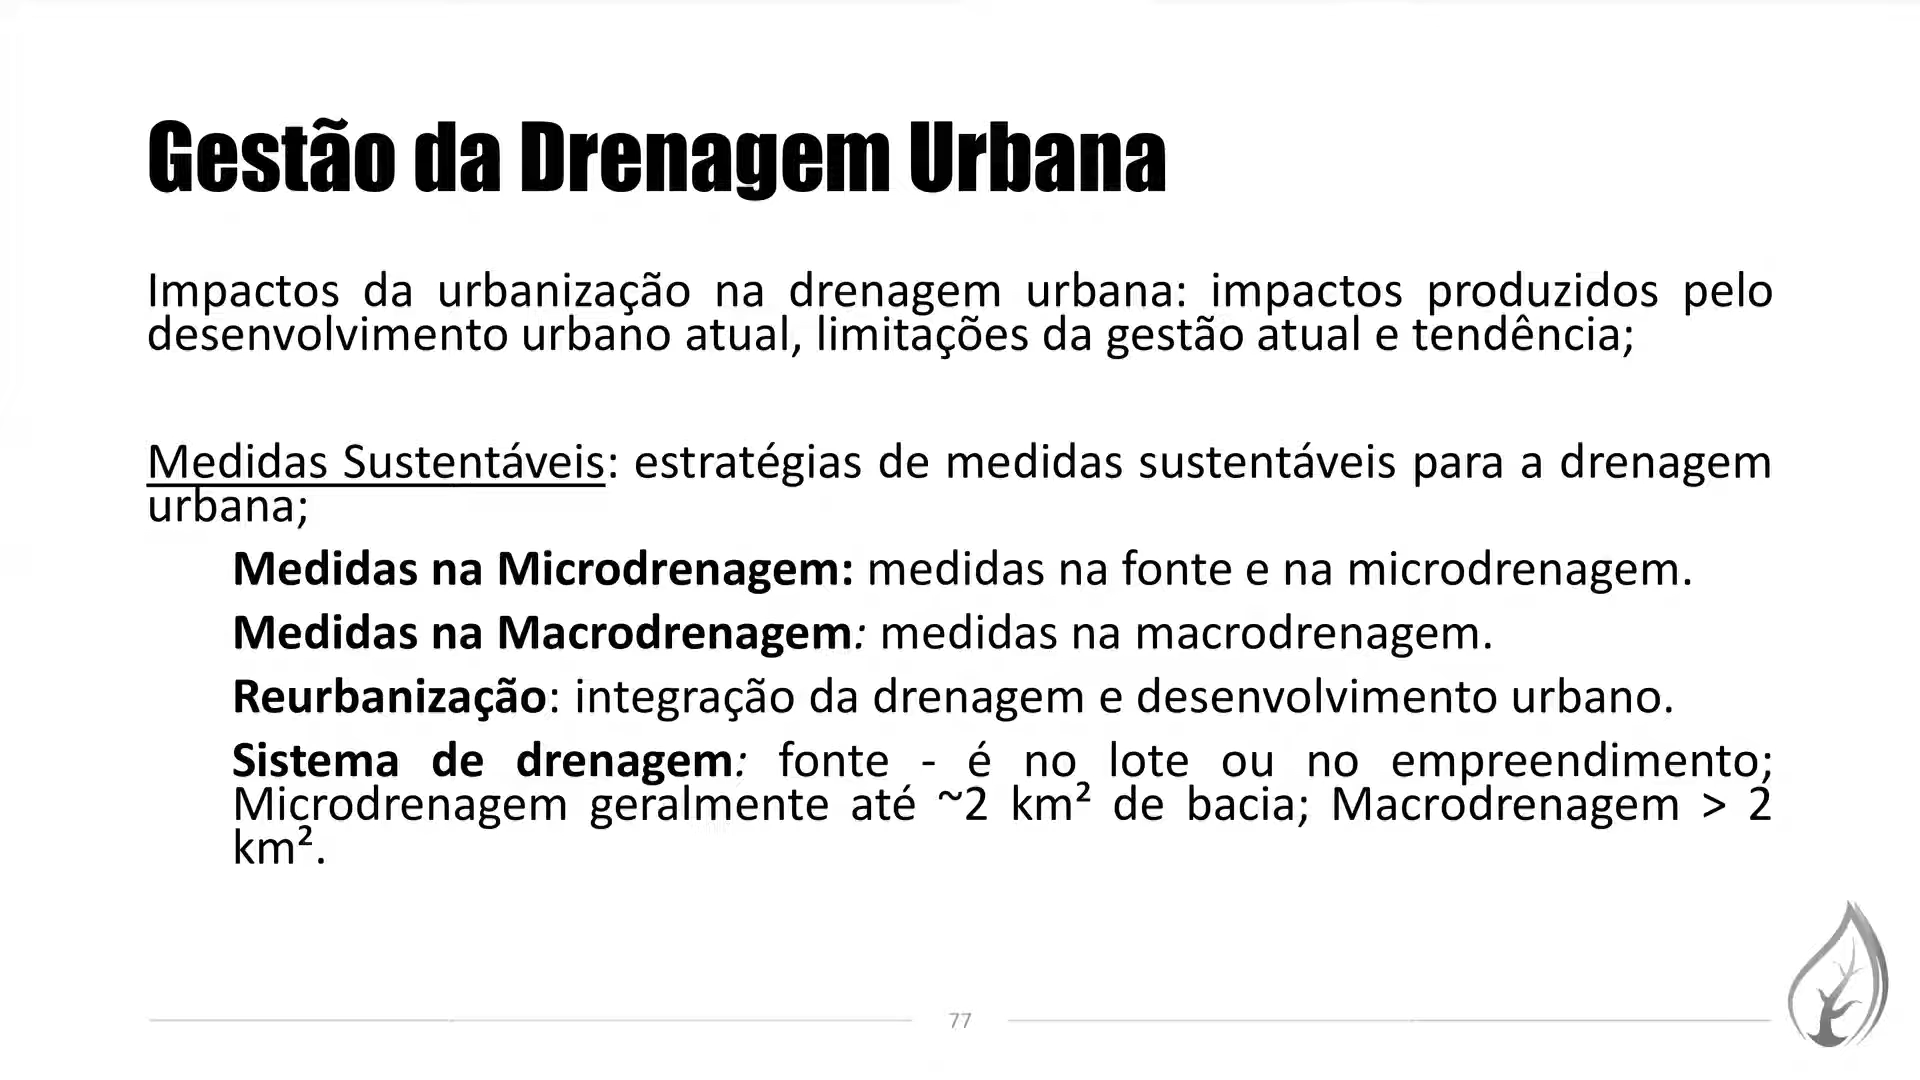 Gestão da Drenagem Urbana
Impactos da urbanização na drenagem urbana: impactos produzidos pelo
desenvolvimento urbano atual, limitações da gestão atual e tendência;
Medidas Sustentáveis: estratégias de medidas sustentáveis para a drenagem
urbana;
Medidas na Microdrenagem: medidas na fonte e na microdrenagem.
Medidas na Macrodrenagem: medidas na macrodrenagem.
Reurbanização: integração da drenagem e desenvolvimento urbano.
Sistema de drenagem: fonte - é no lote ou no empreendimento;
Microdrenagem geralmente até ~2 km² de bacia; Macrodrenagem > 2
km².
77